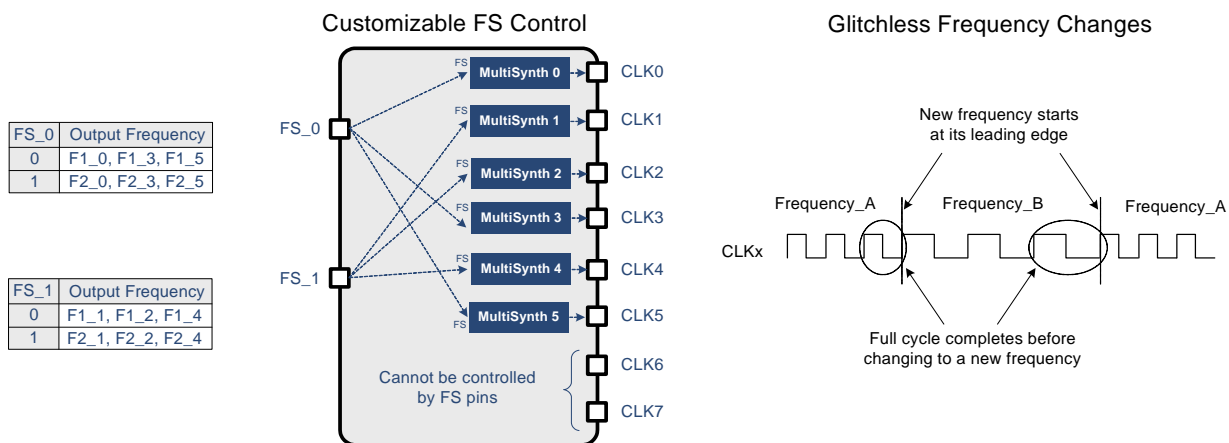 Customizable FS Control
Glitchless Frequency Changes
FS_0 Output Frequency
0 F1_0, F1_3, F1_5
1 F2_0, F2_3, F2_5
FS_1 Output Frequency
0 F1_1, F1_2, F1_4
1 F2_1, F2_2, F2_4
FS_0
FS_1
FS
MultiSynth 0
CLK0
FS
MultiSynth 1
CLK1
FS
MultiSynth 2
CLK2
FS
MultiSynth 3
CLK3
FS
MultiSynth 4
CLK4
FS
MultiSynth 5
CLK5
Cannot be controlled
by FS pins
CLK6
CLK7
New frequency starts
at its leading edge
Frequency_A
Frequency_B
Frequency_A
CLKx
Full cycle completes before
changing to a new frequency